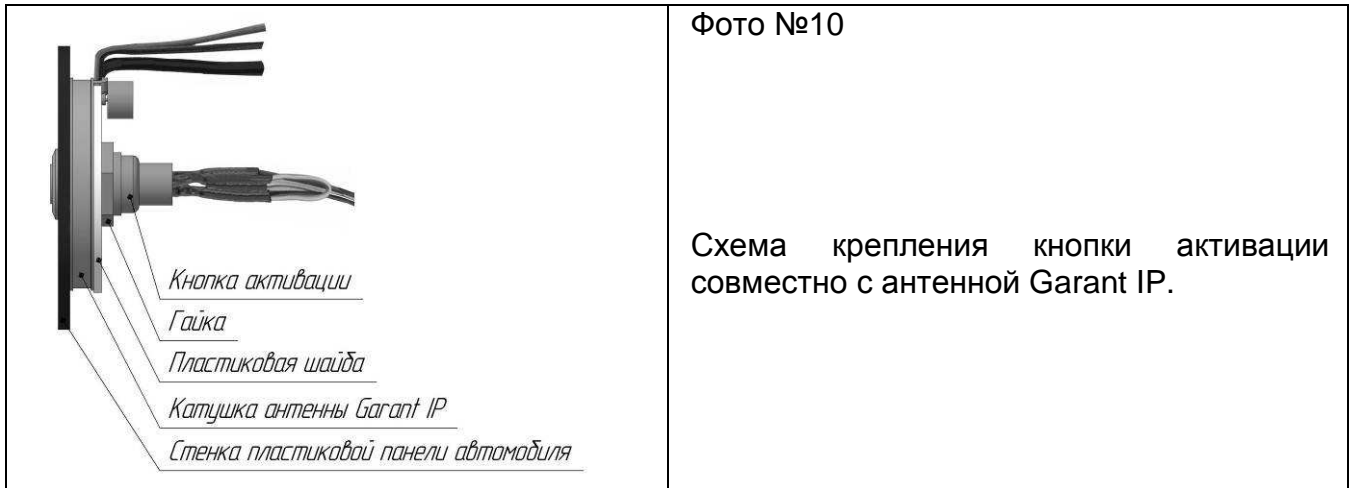 Кнопка активации
Гайка
Пластиковая шайба
Катушка антенны Garant IP
Стенка пластиковой панели автомобиля
Фото №10
Схема крепления кнопки активации
совместно с антенной Garant IP.